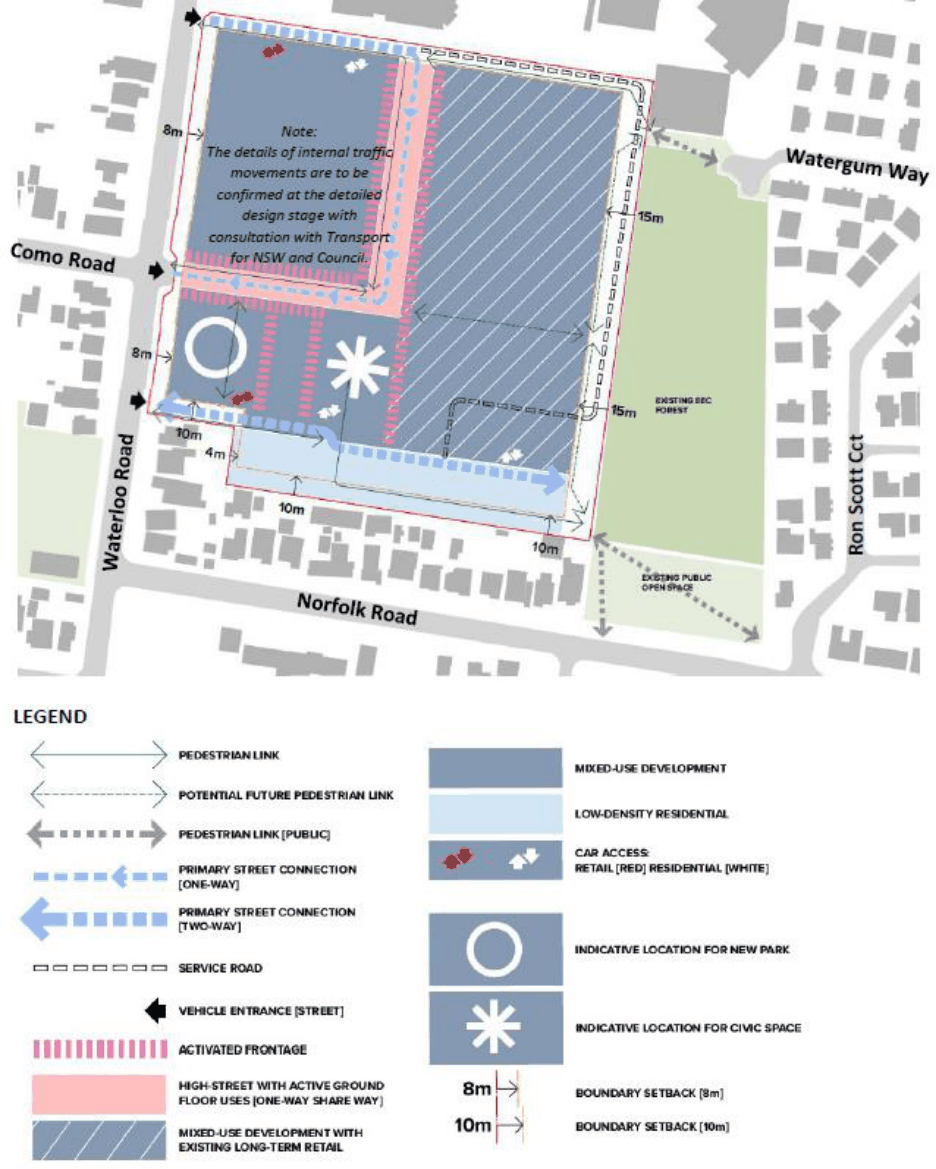 Note:
The details of internal traffic
movements are to be
confirmed at the detailed
design stage with
consultation with Transport
for NSW and Council.
8m
Watergum Way
15m
Como Road
8m
15m
EXISTING EEC
FOREST
10m
4m
10m
10m
Waterloo Road
Ron Scott Cct
EXISTING PUBLIC
OPEN SPACE
Norfolk Road
LEGEND
PEDESTRIAN LINK
POTENTIAL FUTURE PEDESTRIAN LINK
PEDESTRIAN LINK [PUBLIC]
PRIMARY STREET CONNECTION
[ONE-WAY]
PRIMARY STREET CONNECTION
[TWO-WAY]
SERVICE ROAD
VEHICLE ENTRANCE [STREET]
ACTIVATED FRONTAGE
HIGH-STREET WITH ACTIVE GROUND
FLOOR USES [ONE-WAY SHARE WAY]
MIXED-USE DEVELOPMENT WITH
EXISTING LONG-TERM RETAIL
MIXED-USE DEVELOPMENT
LOW-DENSITY RESIDENTIAL
CAR ACCESS:
RETAIL [RED] RESIDENTIAL [WHITE]
INDICATIVE LOCATION FOR NEW PARK
INDICATIVE LOCATION FOR CIVIC SPACE
8m
BOUNDARY SETBACK [8m]
10m
BOUNDARY SETBACK [10m]